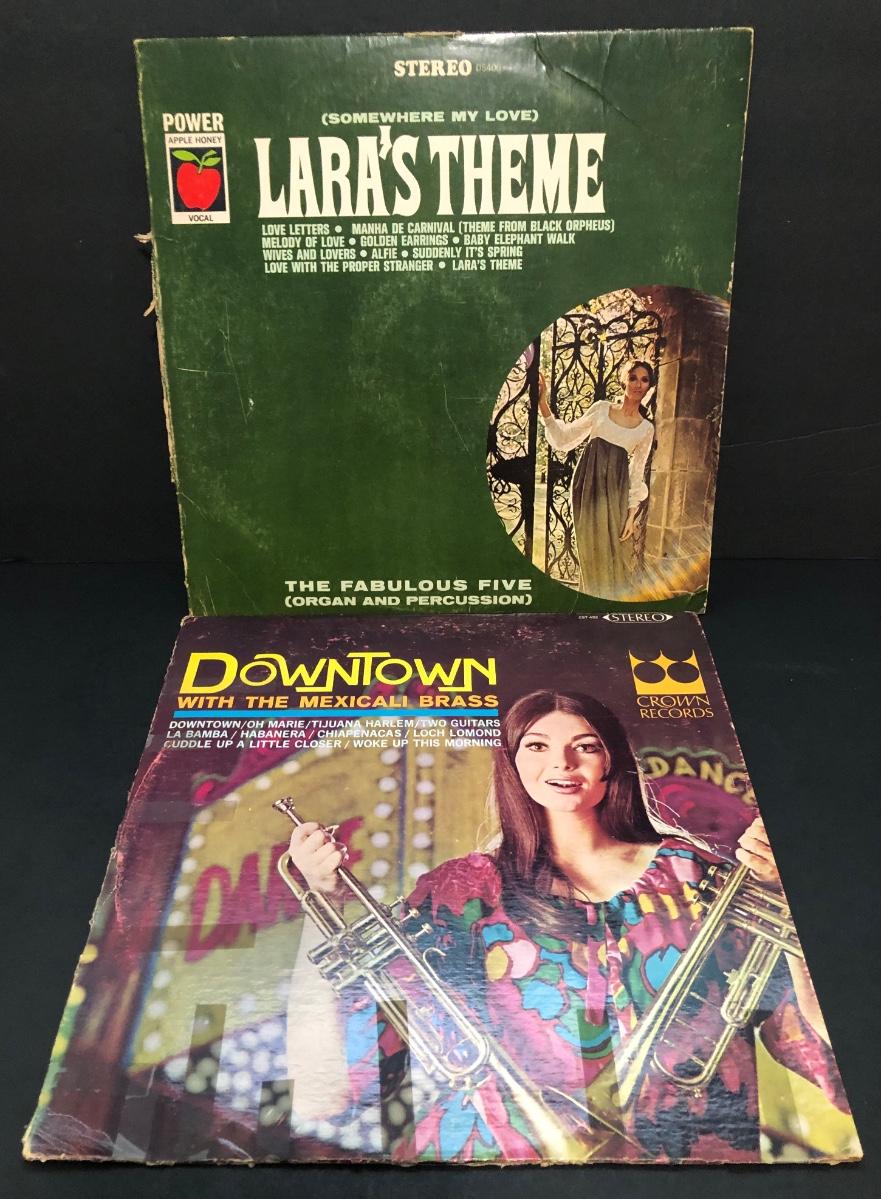 STEREO DS406
(SOMEWHERE MY LOVE)
POWER
APPLE HONEY
VOCAL
LARA'S THEME
LOVE LETTERS • MANHA DE CARNIVAL (THEME FROM BLACK ORPHEUS)
MELODY OF LOVE • GOLDEN EARRINGS • BABY ELEPHANT WALK
WIVES AND LOVERS • ALFIE • SUDDENLY IT'S SPRING
LOVE WITH THE PROPER STRANGER • LARA'S THEME
THE FABULOUS FIVE
(ORGAN AND PERCUSSION)
STEREO
DOWNTOWN
WITH THE MEXICALI BRASS
CROWN
RECORDS
DOWNTOWN/OH MARIE/TIJUANA HARLEM/TWO GUITARS
LA BAMBA / HABANERA / CHIAPENACAS / LOCH LOMOND
CUDDLE UP A LITTLE CLOSER / WOKE UP THIS MORNING
DANCE
DANCE